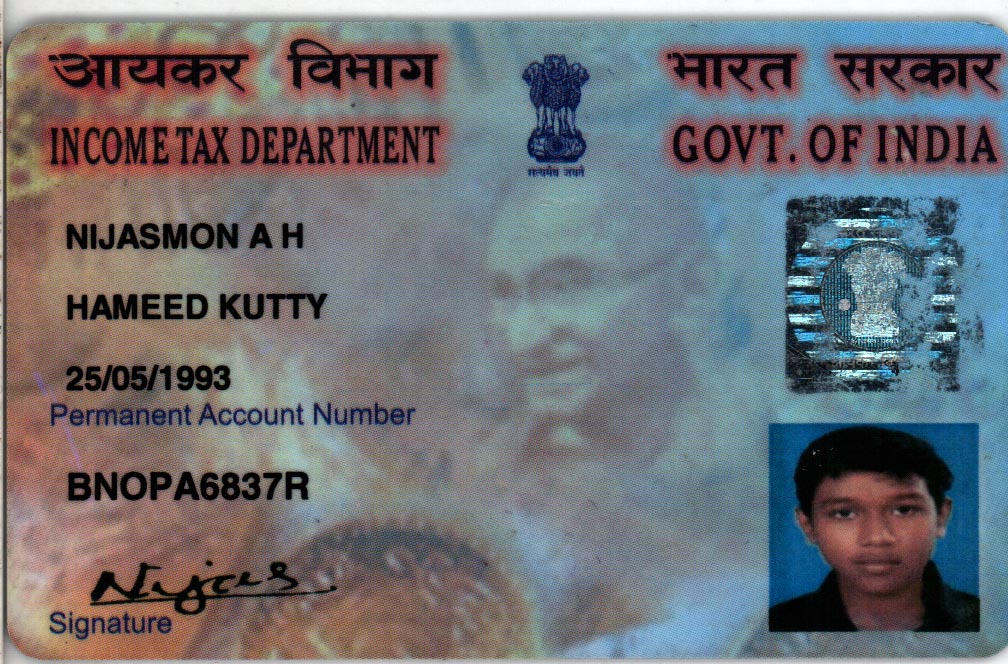 आयकर विभाग
INCOME TAX DEPARTMENT
सत्यमेव जयते
भारत सरकार
GOVT. OF INDIA
NIJASMON A H
HAMEED KUTTY
25/05/1993
Permanent Account Number
BNOPA6837R
Nijas
Signature